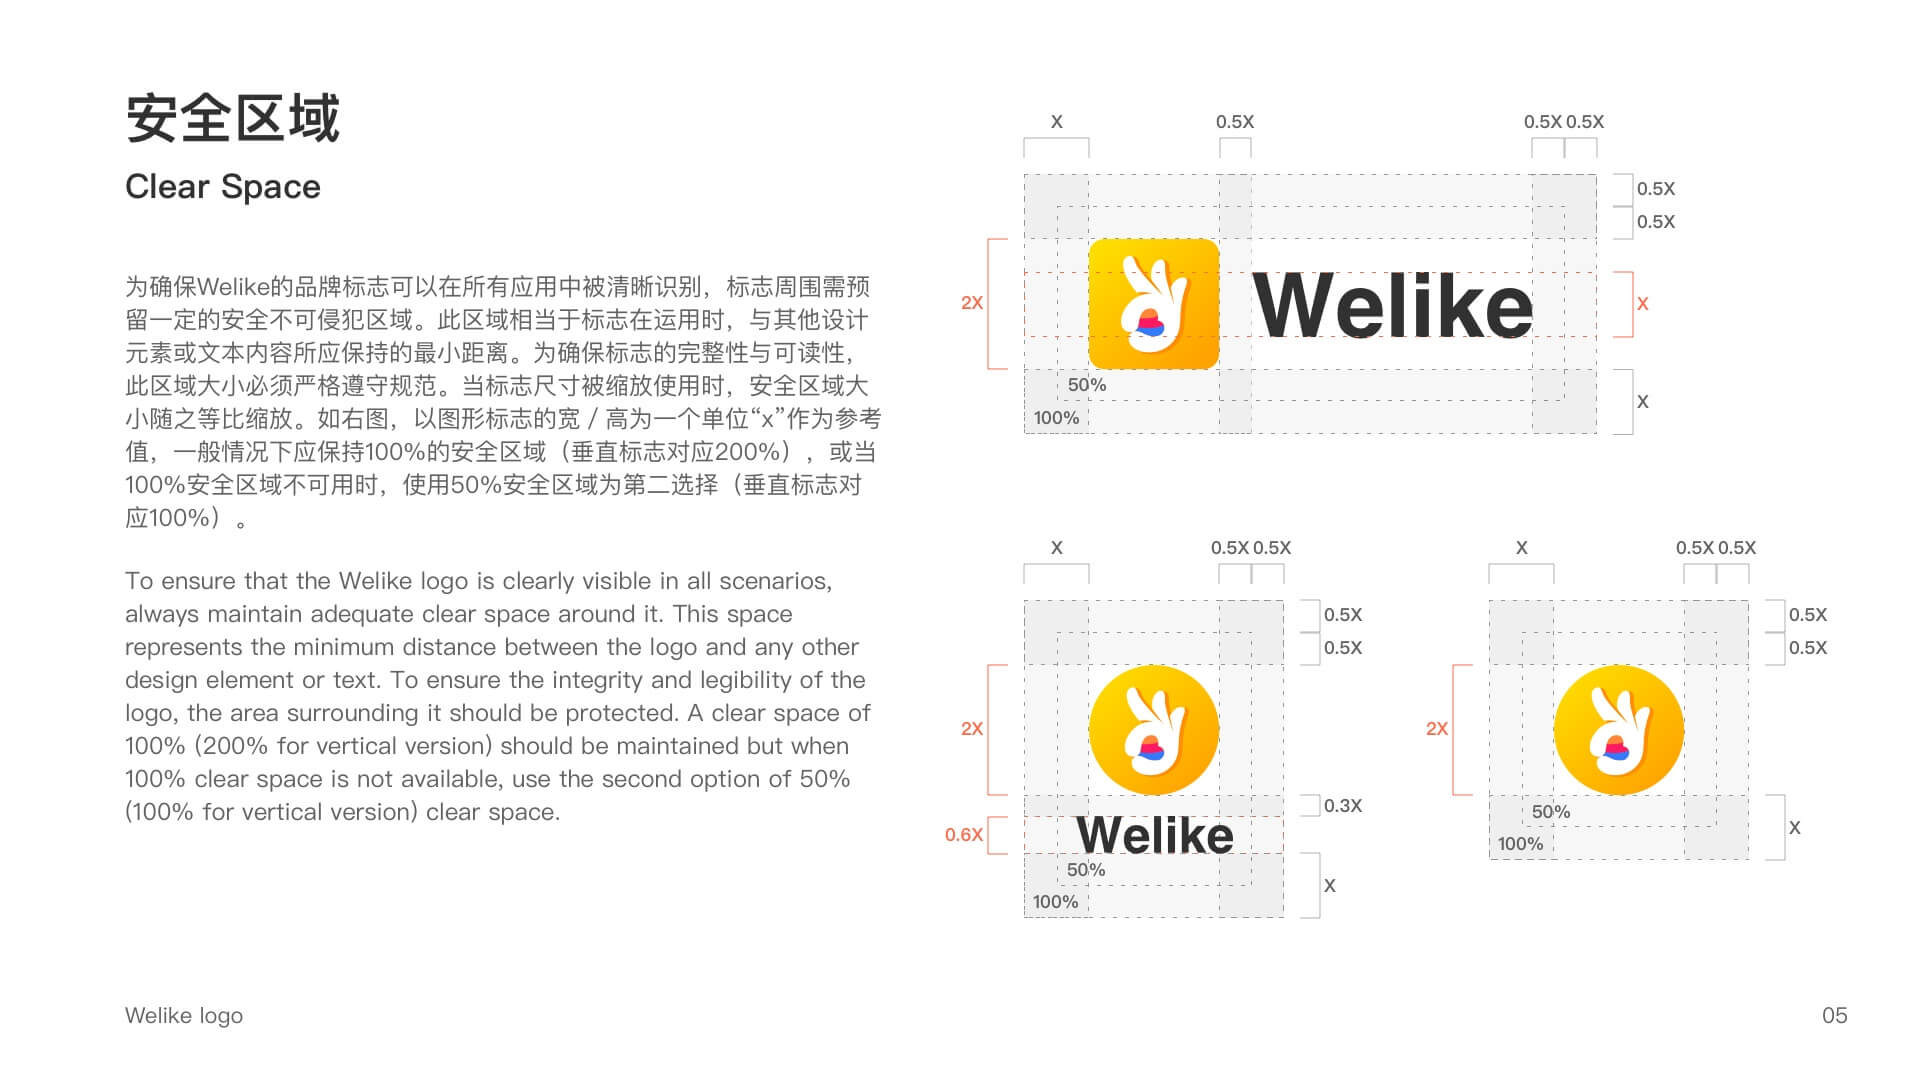 安全区域
Clear Space
为确保Welike的品牌标志可以在所有应用中被清晰识别，标志周围需预
留一定的安全不可侵犯区域。此区域相当于标志在运用时，与其他设计
元素或文本内容所应保持的最小距离。为确保标志的完整性与可读性，
此区域大小必须严格遵守规范。当标志尺寸被缩放使用时，安全区域大
小随之等比缩放。如右图，以图形标志的宽 / 高为一个单位“x”作为参考
值，一般情况下应保持100%的安全区域（垂直标志对应200%），或当
100%安全区域不可用时，使用50%安全区域为第二选择（垂直标志对
应100%）。
To ensure that the Welike logo is clearly visible in all scenarios,
always maintain adequate clear space around it. This space
represents the minimum distance between the logo and any other
design element or text. To ensure the integrity and legibility of the
logo, the area surrounding it should be protected. A clear space of
100% (200% for vertical version) should be maintained but when
100% clear space is not available, use the second option of 50%
(100% for vertical version) clear space.
X 0.5X 0.5X 0.5X
0.5X
0.5X
2X Welike X
50%
100%
X
X 0.5X 0.5X
0.5X
0.5X
2X
0.3X
0.6X Welike
50%
100%
X
X 0.5X 0.5X
0.5X
0.5X
2X
50%
100%
X
Welike logo
05